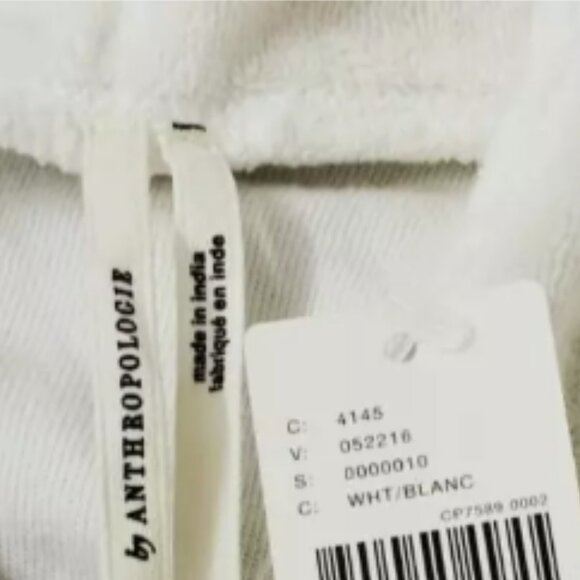 by ANTHROPOLOGIE
made in india
fabriqué en inde
C: 4145
V: 052216
S: 0000010
C: WHT/BLANC
CP7589 0002